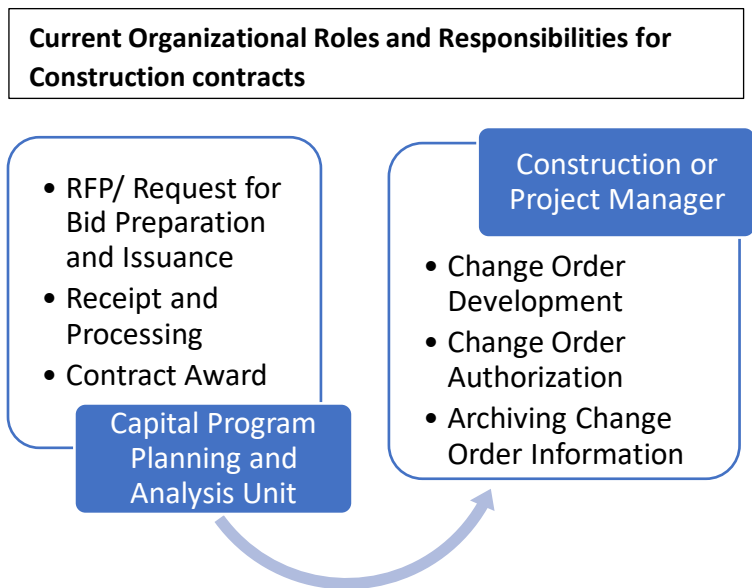 Current Organizational Roles and Responsibilities for
Construction contracts
• RFP/ Request for
Bid Preparation
and Issuance
• Receipt and
Processing
• Contract Award
Capital Program
Planning and
Analysis Unit
Construction or
Project Manager
• Change Order
Development
• Change Order
Authorization
• Archiving Change
Order Information